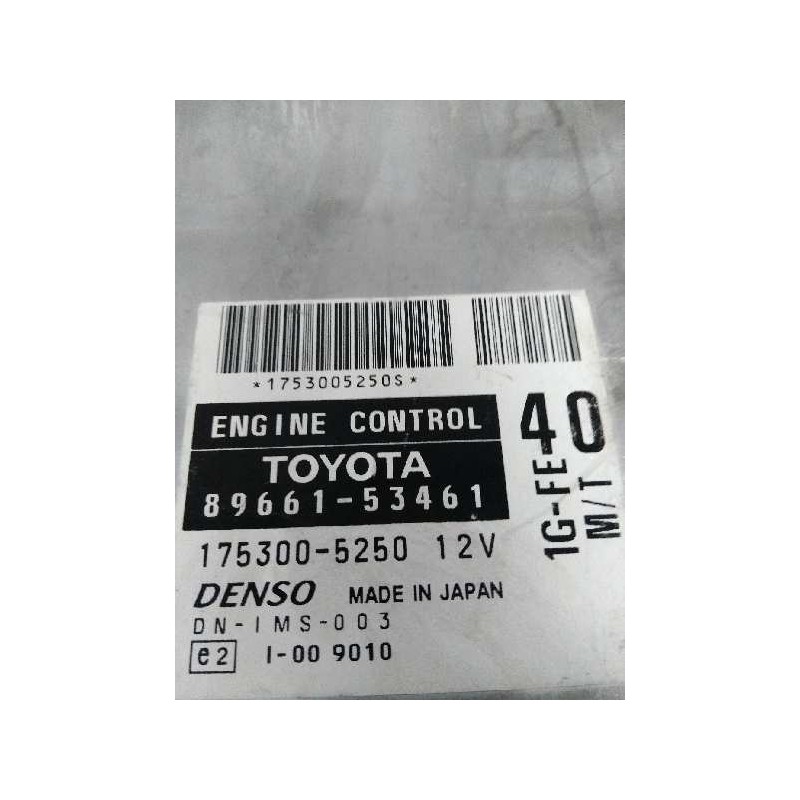 *1753005250S*
ENGINE CONTROL
TOYOTA
89661-53461
175300-5250 12V
DENSO MADE IN JAPAN
DN-IMS-003
e2 I-00 9010
40
1G-FE
M/T